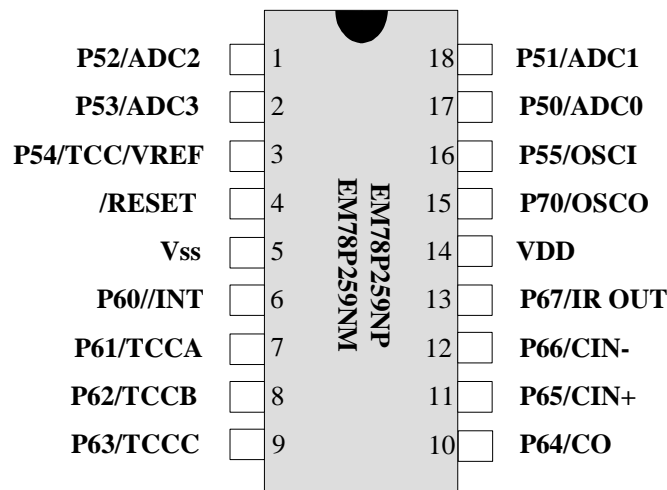 P52/ADC2 1 18 P51/ADC1
P53/ADC3 2 17 P50/ADC0
P54/TCC/VREF 3 16 P55/OSCI
/RESET 4 15 P70/OSCO
Vss 5 14 VDD
P60//INT 6 13 P67/IR OUT
P61/TCCA 7 12 P66/CIN-
P62/TCCB 8 11 P65/CIN+
P63/TCCC 9 10 P64/CO
EM78P259NP
EM78P259NM